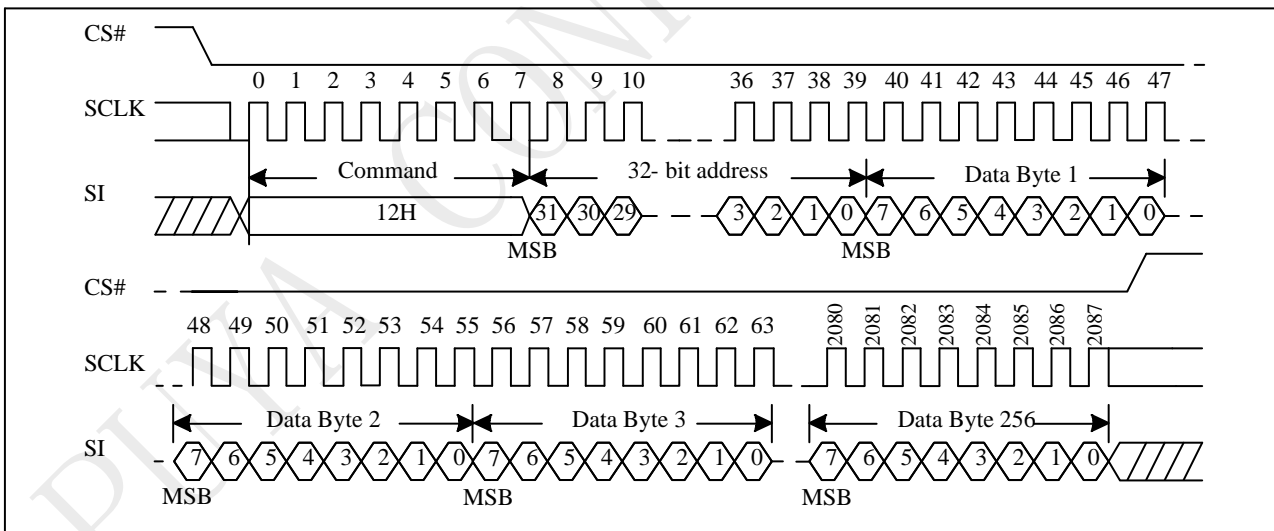 CS#
0 1 2 3 4 5 6 7 8 9 10 36 37 38 39 40 41 42 43 44 45 46 47
SCLK
Command 32- bit address Data Byte 1
SI
12H 31 30 29 3 2 1 0 7 6 5 4 3 2 1 0
MSB MSB
CS#
48 49 50 51 52 53 54 55 56 57 58 59 60 61 62 63 2080 2081 2082 2083 2084 2085 2086 2087
SCLK
Data Byte 2 Data Byte 3 Data Byte 256
SI
7 6 5 4 3 2 1 0 7 6 5 4 3 2 1 0 7 6 5 4 3 2 1 0
MSB MSB MSB
PUYA CONF